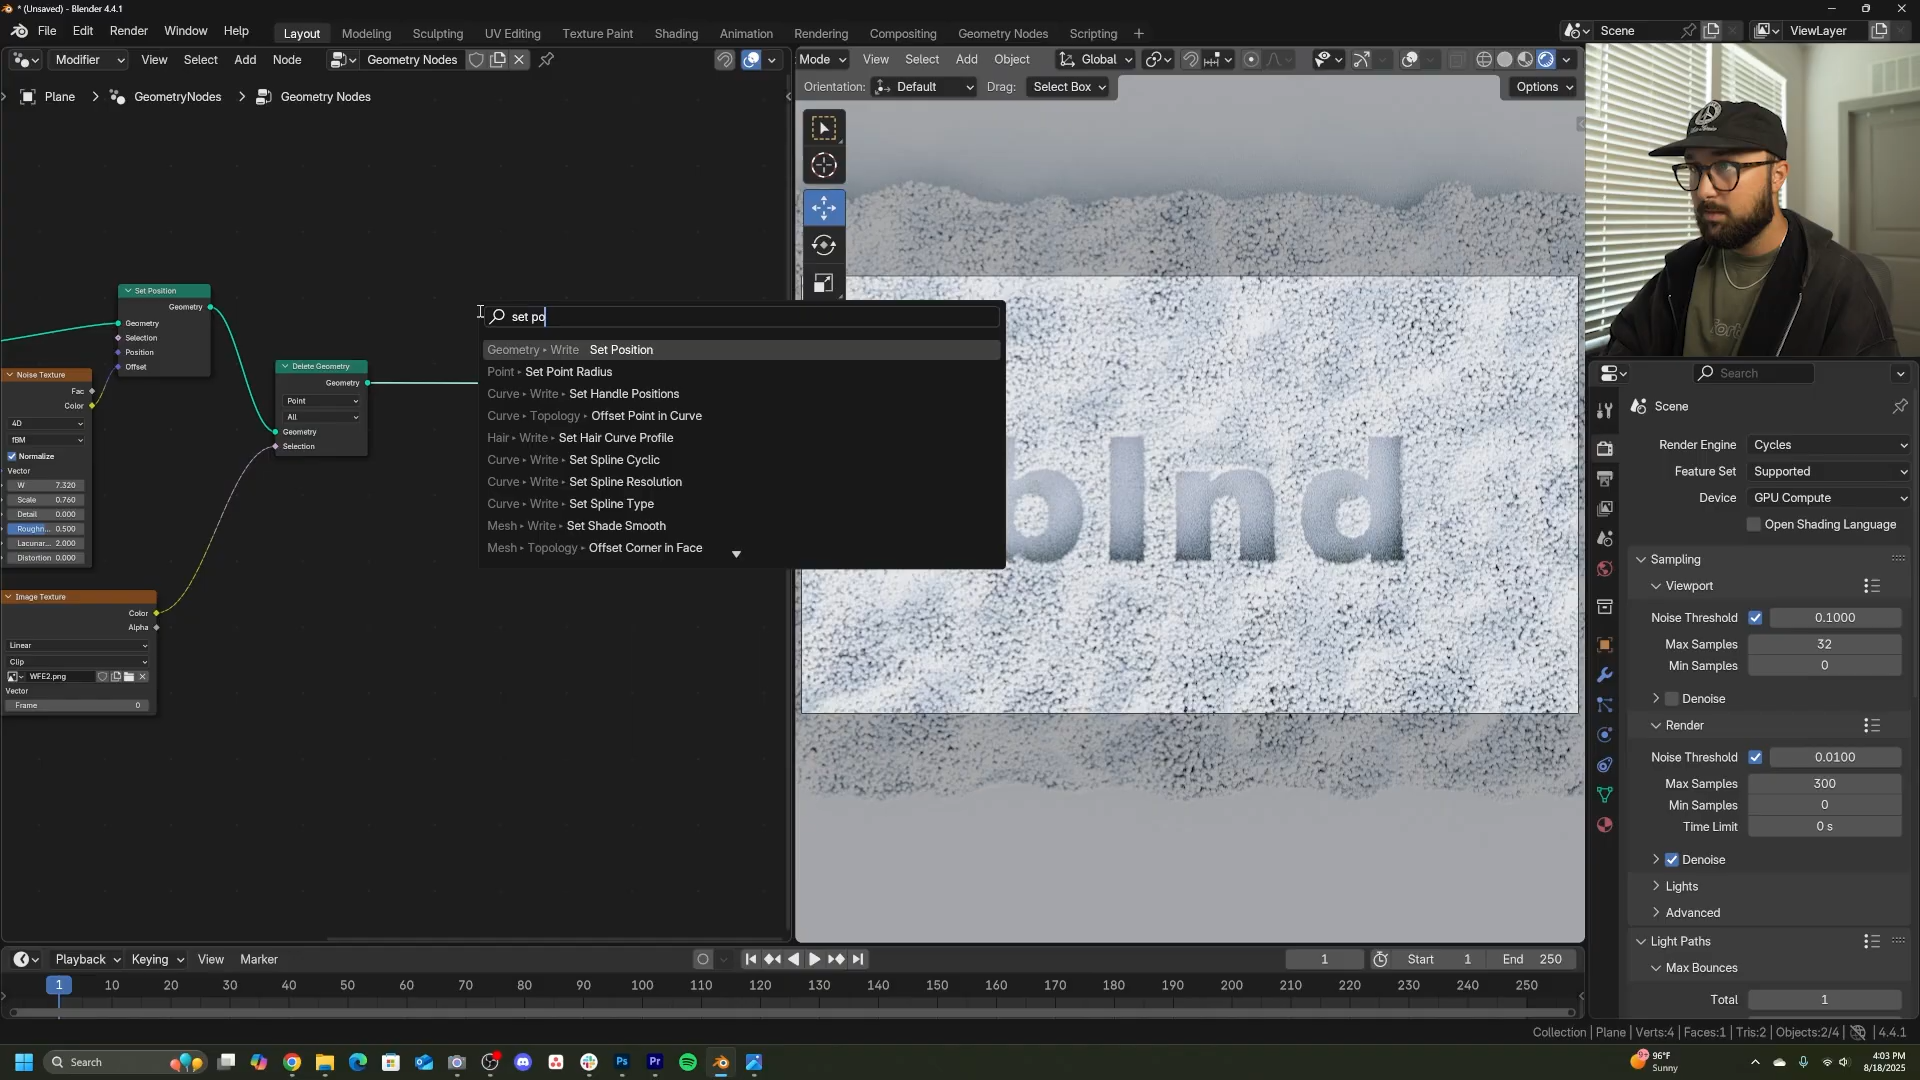 * (Unsaved) - Blender 4.4.1
File Edit Render Window Help
Layout Modeling Sculpting UV Editing Texture Paint Shading Animation Rendering Compositing Geometry Nodes Scripting +
Scene
ViewLayer
Modifier View Select Add Node Geometry Nodes
Mode View Select Add Object Global
Plane > GeometryNodes > Geometry Nodes
Orientation: Default Drag: Select Box
Options
set po
Geometry ▸ Write Set Position
Point ▸ Set Point Radius
Curve ▸ Write ▸ Set Handle Positions
Curve ▸ Topology ▸ Offset Point in Curve
Hair ▸ Write ▸ Set Hair Curve Profile
Curve ▸ Write ▸ Set Spline Cyclic
Curve ▸ Write ▸ Set Spline Resolution
Curve ▸ Write ▸ Set Spline Type
Mesh ▸ Write ▸ Set Shade Smooth
Mesh ▸ Topology ▸ Offset Corner in Face
Set Position
Geometry
Geometry
Selection
Position
Offset
Noise Texture
Fac
Color
4D
fBM
Normalize
Vector
W 7.320
Scale 0.760
Detail 0.000
Roughn... 0.500
Lacunar... 2.000
Distortion 0.000
Delete Geometry
Geometry
Point
All
Geometry
Selection
Image Texture
Color
Alpha
Linear
Clip
WFE2.png
Vector
Frame 0
blnd
Search
Scene
Render Engine Cycles
Feature Set Supported
Device GPU Compute
Open Shading Language
Sampling
Viewport
Noise Threshold 0.1000
Max Samples 32
Min Samples 0
Denoise
Render
Noise Threshold 0.0100
Max Samples 300
Min Samples 0
Time Limit 0 s
Denoise
Lights
Advanced
Light Paths
Max Bounces
Total 1
Playback Keying View Marker
1 Start 1 End 250
1 10 20 30 40 50 60 70 80 90 100 110 120 130 140 150 160 170 180 190 200 210 220 230 240 250
Collection | Plane | Verts:4 | Faces:1 | Tris:2 | Objects:2/4 | 4.4.1
Search
96°F
Sunny
4:03 PM
8/18/2025